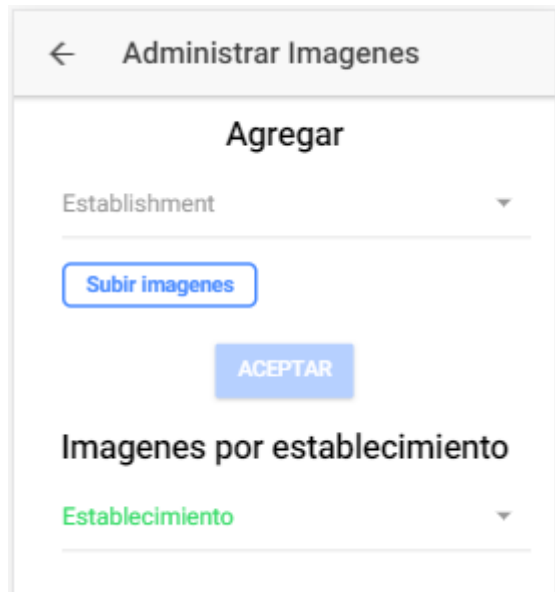 Administrar Imagenes
Agregar
Establishment
Subir imagenes
ACEPTAR
Imagenes por establecimiento
Establecimiento